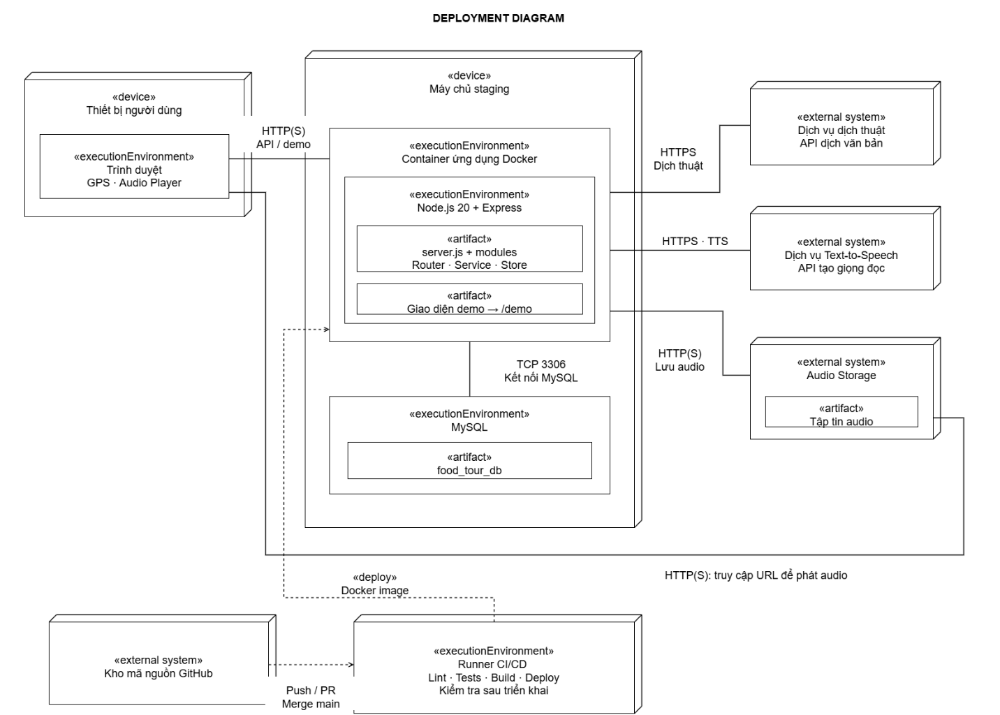 DEPLOYMENT DIAGRAM
«device»
Thiết bị người dùng
«executionEnvironment»
Trình duyệt
GPS · Audio Player
HTTP(S)
API / demo
«device»
Máy chủ staging
«executionEnvironment»
Container ứng dụng Docker
«executionEnvironment»
Node.js 20 + Express
«artifact»
server.js + modules
Router · Service · Store
«artifact»
Giao diện demo → /demo
TCP 3306
Kết nối MySQL
«executionEnvironment»
MySQL
«artifact»
food_tour_db
HTTPS
Dịch thuật
«external system»
Dịch vụ dịch thuật
API dịch văn bản
HTTPS · TTS
«external system»
Dịch vụ Text-to-Speech
API tạo giọng đọc
HTTP(S)
Lưu audio
«external system»
Audio Storage
«artifact»
Tập tin audio
HTTP(S): truy cập URL để phát audio
«deploy»
Docker image
«external system»
Kho mã nguồn GitHub
Push / PR
Merge main
«executionEnvironment»
Runner CI/CD
Lint · Tests · Build · Deploy
Kiểm tra sau triển khai